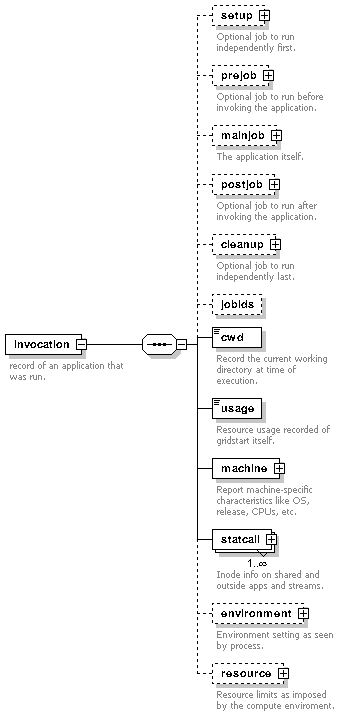 setup
Optional job to run
independently first.
prejob
Optional job to run before
invoking the application.
mainjob
The application itself.
postjob
Optional job to run after
invoking the application.
cleanup
Optional job to run
independently last.
jobids
invocation
record of an application that
was run.
cwd
Record the current working
directory at time of
execution.
usage
Resource usage recorded of
gridstart itself.
machine
Report machine-specific
characteristics like OS,
release, CPUs, etc.
statcall
1..∞
Inode info on shared and
outside apps and streams.
environment
Environment setting as seen
by process.
resource
Resource limits as imposed
by the compute enviroment.